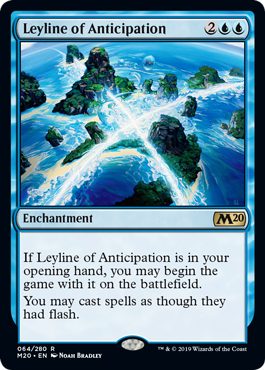 Leyline of Anticipation 2
Enchantment M20
If Leyline of Anticipation is in your
opening hand, you may begin the
game with it on the battlefield.
You may cast spells as though they
had flash.
064/280 R
M20 • EN Noah Bradley ™ & © 2019 Wizards of the Coast